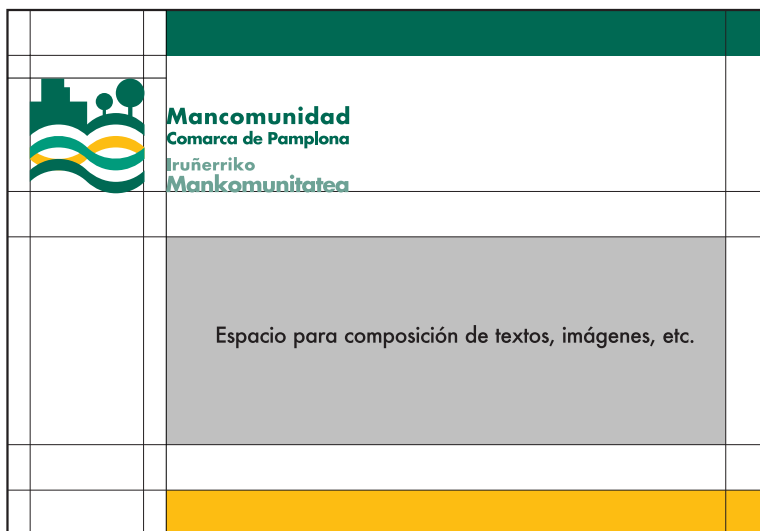 Mancomunidad
Comarca de Pamplona
Iruñerriko
Mankomunitatea
Espacio para composición de textos, imágenes, etc.